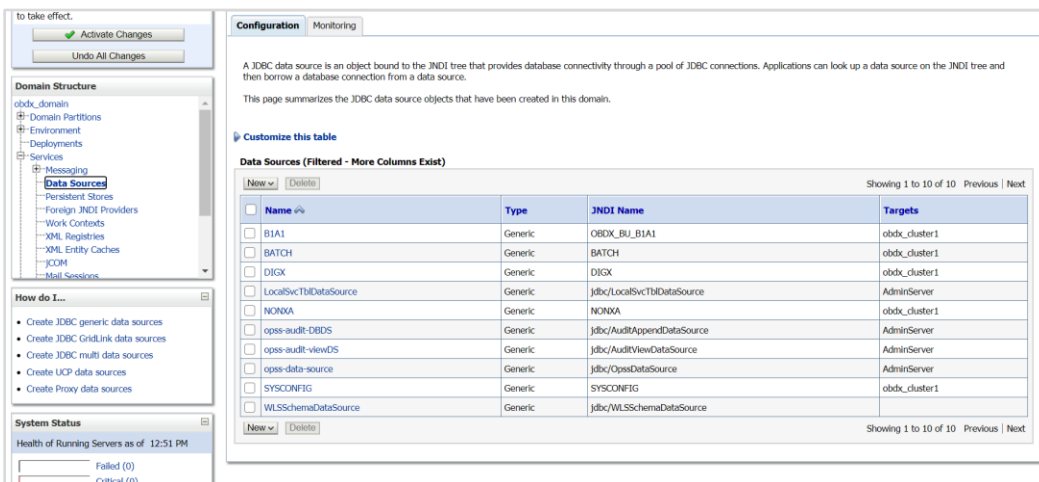 to take effect.
Activate Changes
Undo All Changes
Domain Structure
obdx_domain
Domain Partitions
Environment
Deployments
Services
Messaging
Data Sources
Persistent Stores
Foreign JNDI Providers
Work Contexts
XML Registries
XML Entity Caches
jCOM
Mail Sessions
How do I...
Create JDBC generic data sources
Create JDBC GridLink data sources
Create JDBC multi data sources
Create UCP data sources
Create Proxy data sources
System Status
Health of Running Servers as of 12:51 PM
Failed (0)
Critical (0)
Configuration Monitoring
A JDBC data source is an object bound to the JNDI tree that provides database connectivity through a pool of JDBC connections. Applications can look up a data source on the JNDI tree and
then borrow a database connection from a data source.
This page summarizes the JDBC data source objects that have been created in this domain.
Customize this table
Data Sources (Filtered - More Columns Exist)
New Delete Showing 1 to 10 of 10 Previous | Next
Name Type JNDI Name Targets
B1A1 Generic OBDX_BU_B1A1 obdx_cluster1
BATCH Generic BATCH obdx_cluster1
DIGX Generic DIGX obdx_cluster1
LocalSvcTblDataSource Generic jdbc/LocalSvcTblDataSource AdminServer
NONXA Generic NONXA obdx_cluster1
opss-audit-DBDS Generic jdbc/AuditAppendDataSource AdminServer
opss-audit-viewDS Generic jdbc/AuditViewDataSource AdminServer
opss-data-source Generic jdbc/OpssDataSource AdminServer
SYSCONFIG Generic SYSCONFIG obdx_cluster1
WLSSchemaDataSource Generic jdbc/WLSSchemaDataSource
New Delete Showing 1 to 10 of 10 Previous | Next